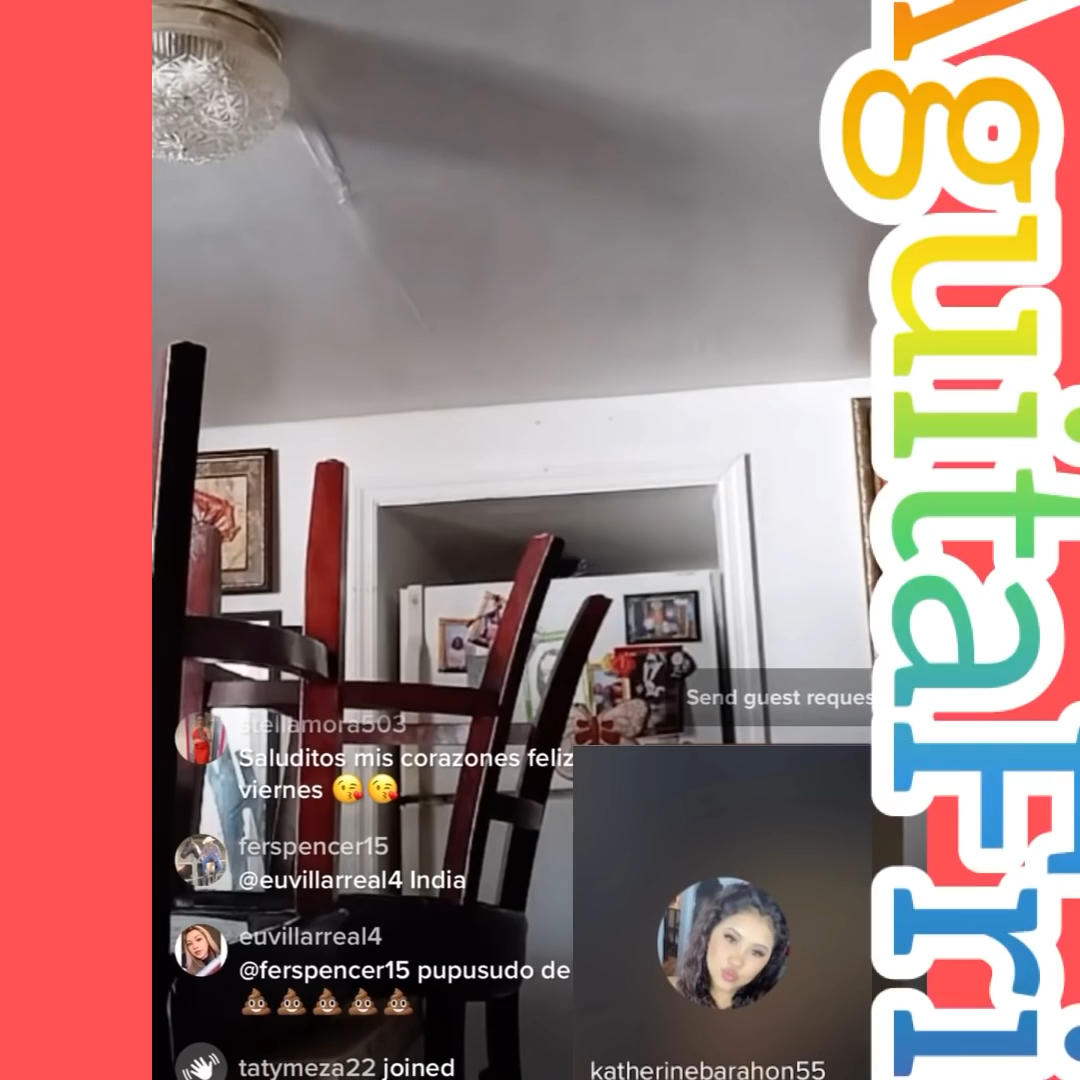 AguitaFri
Send guest reques
stellamora503
Saluditos mis corazones feliz
viernes 😘😘
ferspencer15
@euvillarreal4 India
euvillarreal4
@ferspencer15 pupusudo de
💩💩💩💩💩
tatymeza22 joined
katherinebarahon55